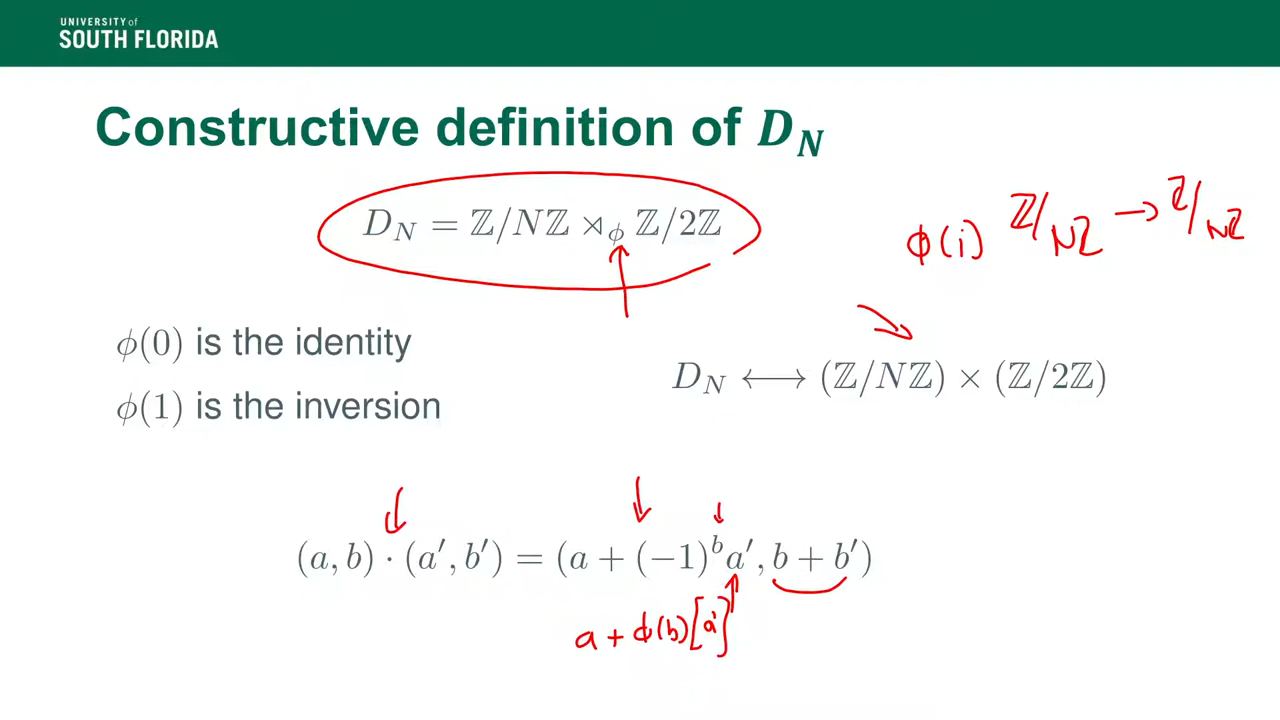 UNIVERSITY of
SOUTH FLORIDA
Constructive definition of D_N
D_N = ℤ/Nℤ ⋊_ϕ ℤ/2ℤ
ϕ(i) ℤ/Nℤ → ℤ/Nℤ
ϕ(0) is the identity
ϕ(1) is the inversion
D_N ⟷ (ℤ/Nℤ) × (ℤ/2ℤ)
(a, b) · (a′, b′) = (a + (−1)^b a′, b + b′)
a + ϕ(b)[a′]